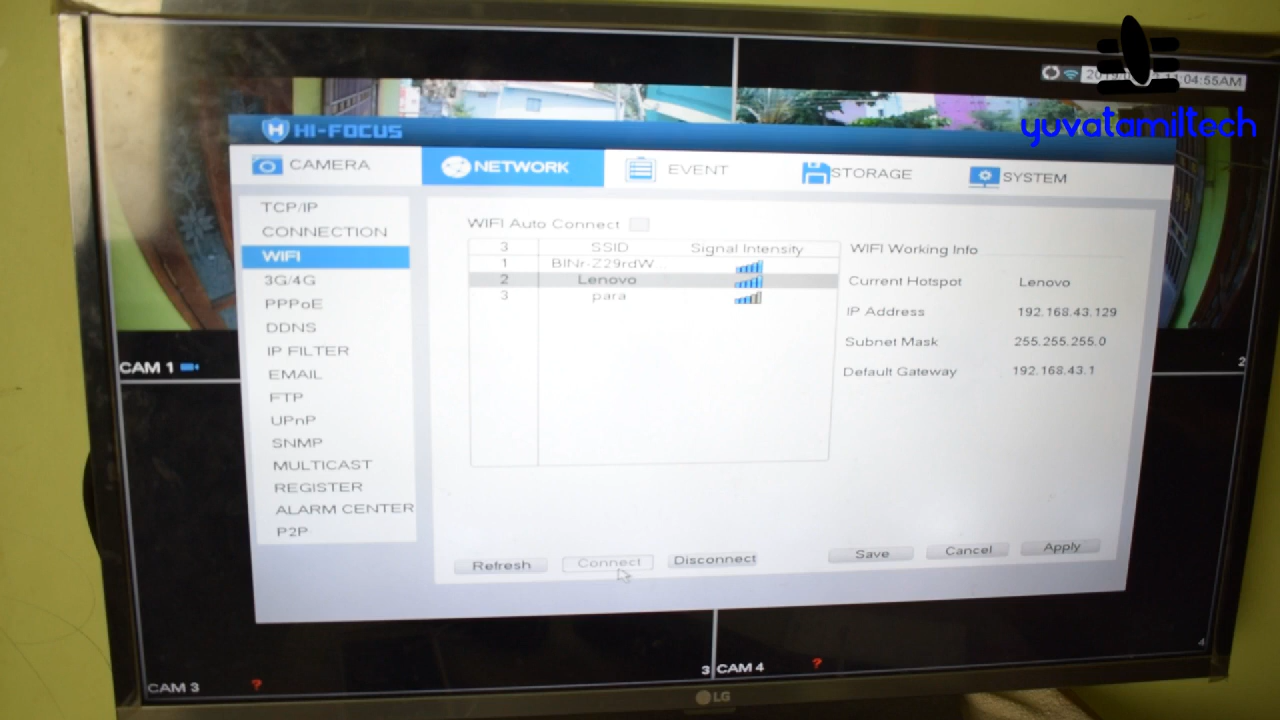 :04:55AM
yuvatamiltech
HI-FOCUS
CAMERA
NETWORK
EVENT
STORAGE
SYSTEM
TCP/IP
CONNECTION
WIFI
3G/4G
PPPoE
DDNS
IP FILTER
EMAIL
FTP
UPnP
SNMP
MULTICAST
REGISTER
ALARM CENTER
P2P
WIFI Auto Connect
3 SSID Signal Intensity
1 BINr-Z29rdW...
2 Lenovo
3 para
WIFI Working Info
Current Hotspot Lenovo
IP Address 192.168.43.129
Subnet Mask 255.255.255.0
Default Gateway 192.168.43.1
Refresh
Connect
Disconnect
Save
Cancel
Apply
CAM 1
2
CAM 3
?
3
CAM 4
?
4
LG